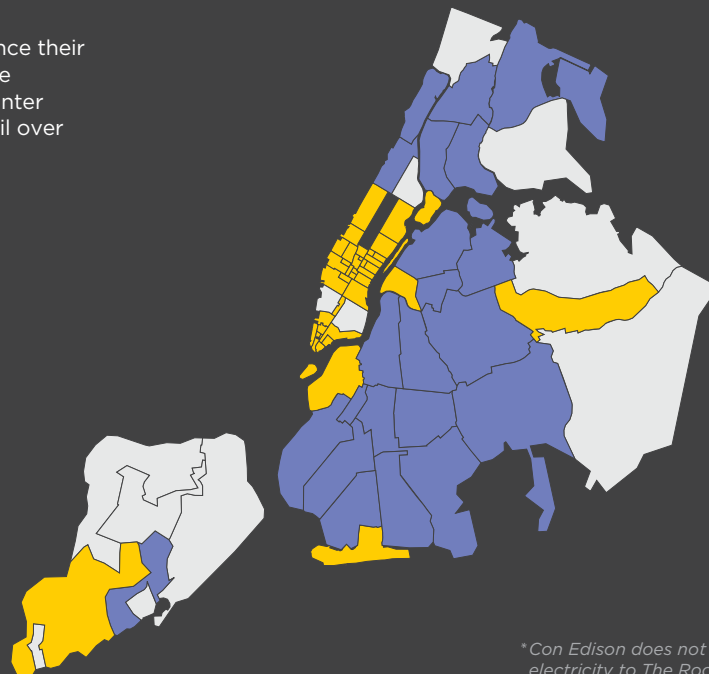 nce their
e
nter
il over
*Con Edison does not
electricity to The Roc